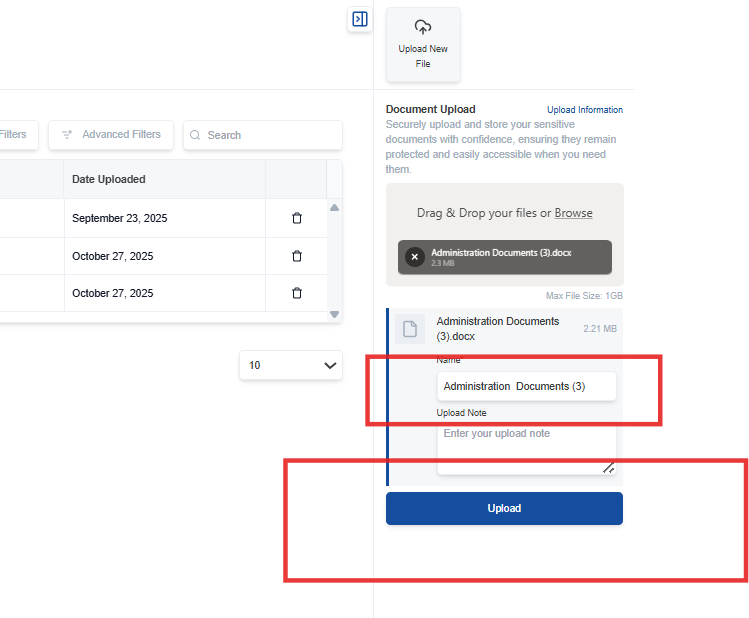 Upload New
File
Document Upload
Upload Information
Securely upload and store your sensitive
documents with confidence, ensuring they remain
protected and easily accessible when you need
them.
Filters
Advanced Filters
Search
Date Uploaded
September 23, 2025
October 27, 2025
October 27, 2025
10
Drag & Drop your files or Browse
Administration Documents (3).docx
2.3 MB
Max File Size: 1GB
Administration Documents
(3).docx
2.21 MB
Name
Administration  Documents (3)
Upload Note
Enter your upload note
Upload